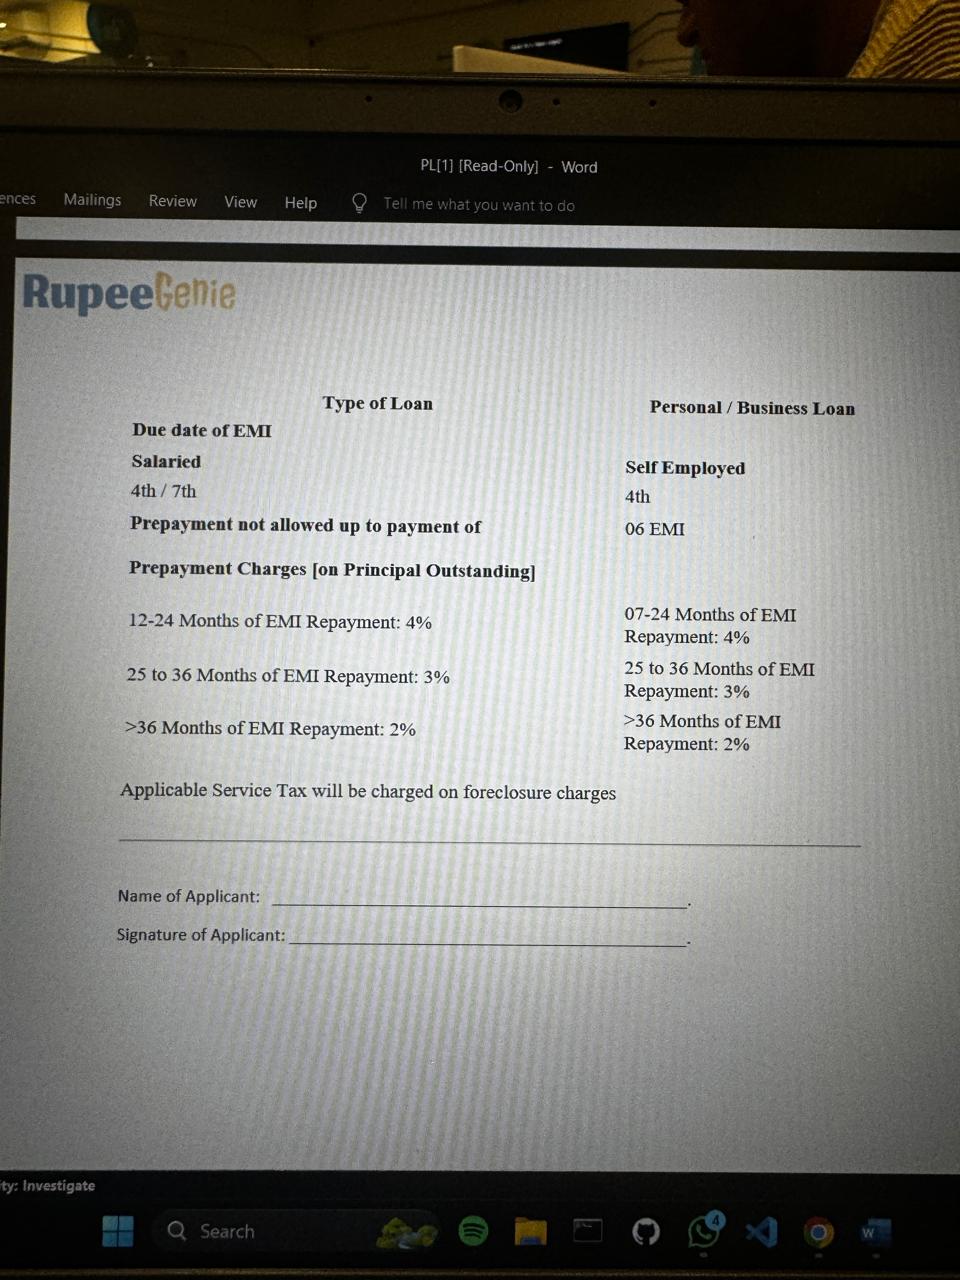 PL[1] [Read-Only] - Word
ences Mailings Review View Help Tell me what you want to do
RupeeGenie
Type of Loan Personal / Business Loan
Due date of EMI
Salaried Self Employed
4th / 7th 4th
Prepayment not allowed up to payment of 06 EMI
Prepayment Charges [on Principal Outstanding]
12-24 Months of EMI Repayment: 4% 07-24 Months of EMI
Repayment: 4%
25 to 36 Months of EMI Repayment: 3% 25 to 36 Months of EMI
Repayment: 3%
>36 Months of EMI Repayment: 2% >36 Months of EMI
Repayment: 2%
Applicable Service Tax will be charged on foreclosure charges
Name of Applicant:
Signature of Applicant:
ty: Investigate
Search
4
W